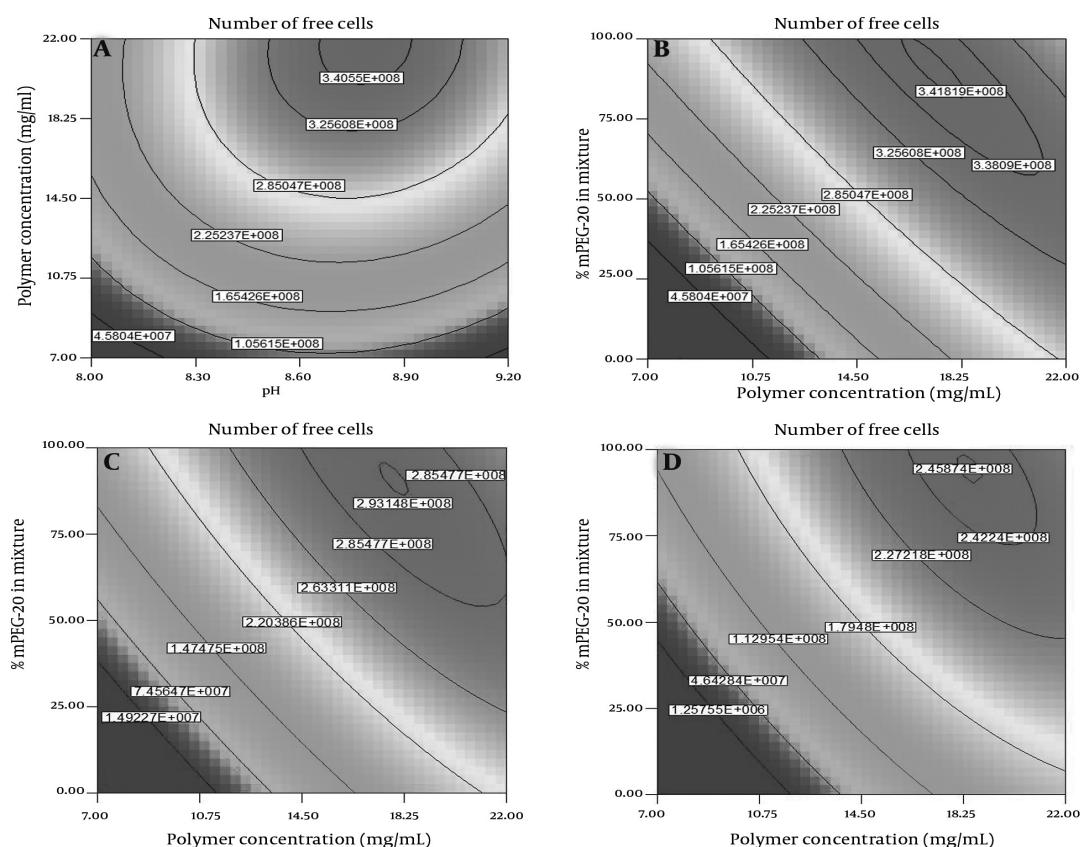 Number of free cells
A
22.00
18.25
14.50
10.75
7.00
Polymer concentration (mg/ml)
3.4055E+008
3.25608E+008
2.85047E+008
2.25237E+008
1.65426E+008
4.5804E+007
1.05615E+008
8.00
8.30
8.60
8.90
9.20
pH
Number of free cells
B
100.00
75.00
50.00
25.00
0.00
% mPEG-20 in mixture
3.41819E+008
3.25608E+008
3.3809E+008
2.85047E+008
2.25237E+008
1.65426E+008
1.05615E+008
4.5804E+007
7.00
10.75
14.50
18.25
22.00
Polymer concentration (mg/mL)
Number of free cells
C
100.00
75.00
50.00
25.00
0.00
% mPEG-20 in mixture
2.85477E+008
2.93148E+008
2.85477E+008
2.63311E+008
2.20386E+008
1.47475E+008
7.45647E+007
1.49227E+007
7.00
10.75
14.50
18.25
22.00
Polymer concentration (mg/mL)
Number of free cells
D
100.00
75.00
50.00
25.00
0.00
% mPEG-20 in mixture
2.45874E+008
2.4224E+008
2.27218E+008
1.7948E+008
1.12954E+008
4.64284E+007
1.25755E+006
7.00
10.75
14.50
18.25
22.00
Polymer concentration (mg/mL)